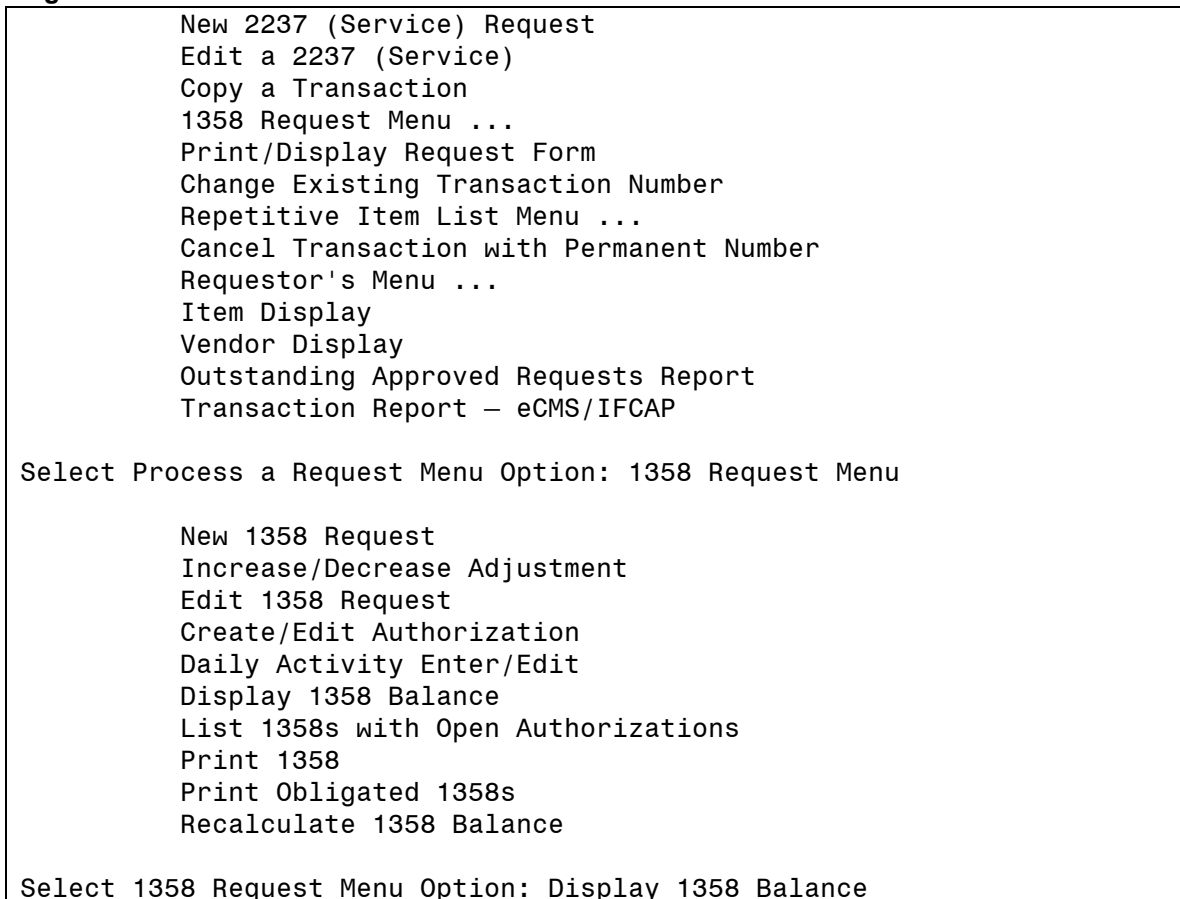 New 2237 (Service) Request
Edit a 2237 (Service)
Copy a Transaction
1358 Request Menu ...
Print/Display Request Form
Change Existing Transaction Number
Repetitive Item List Menu ...
Cancel Transaction with Permanent Number
Requestor's Menu ...
Item Display
Vendor Display
Outstanding Approved Requests Report
Transaction Report – eCMS/IFCAP
Select Process a Request Menu Option: 1358 Request Menu
New 1358 Request
Increase/Decrease Adjustment
Edit 1358 Request
Create/Edit Authorization
Daily Activity Enter/Edit
Display 1358 Balance
List 1358s with Open Authorizations
Print 1358
Print Obligated 1358s
Recalculate 1358 Balance
Select 1358 Request Menu Option: Display 1358 Balance